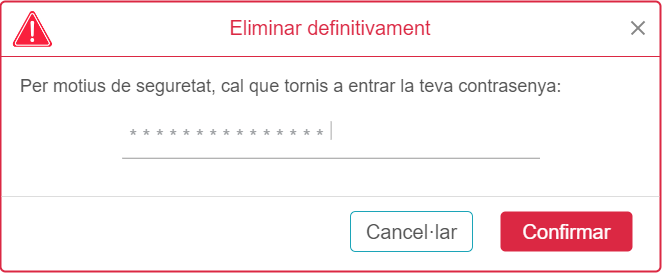 Eliminar definitivament
Per motius de seguretat, cal que tornis a entrar la teva contrasenya:
* * * * * * * * * * * * * * *
Cancel·lar
Confirmar